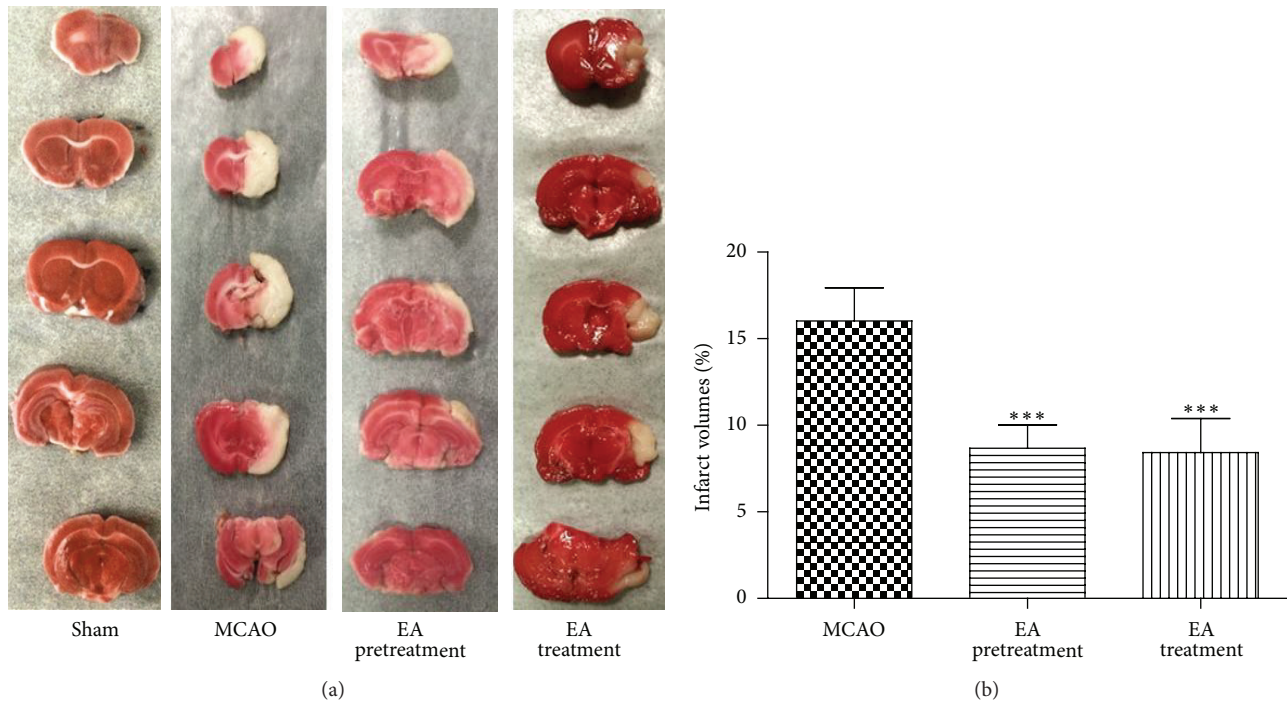 Sham
MCAO
EA
pretreatment
EA
treatment
(a)
Infarct volumes (%)
20
15
10
5
0
***
***
MCAO
EA
pretreatment
EA
treatment
(b)